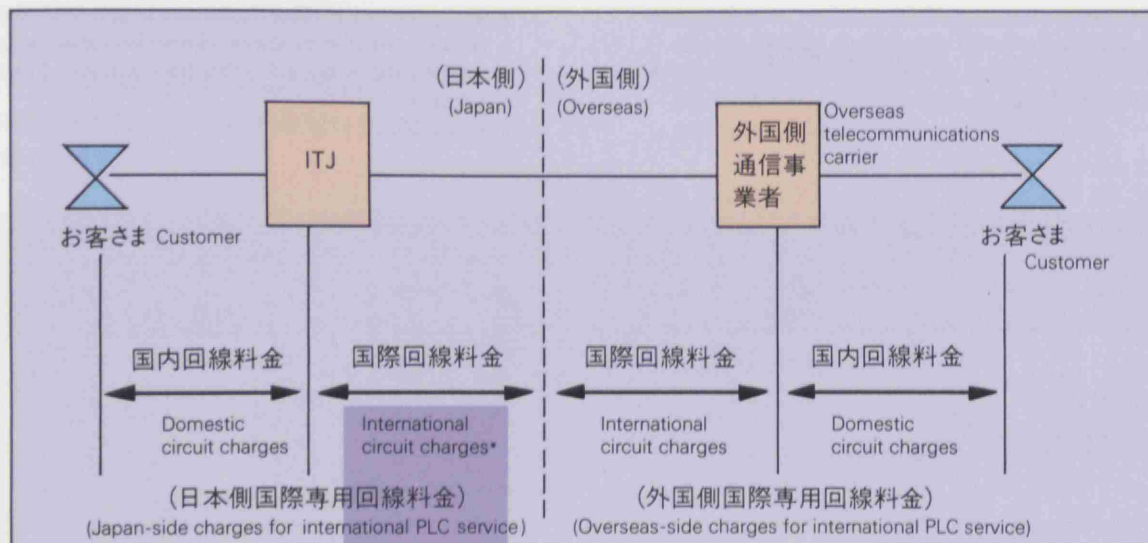 (日本側)
(Japan)
(外国側)
(Overseas)
ITJ
外国側
通信事
業者
Overseas
telecommunications
carrier
お客さま Customer
お客さま
Customer
国内回線料金
国際回線料金
国際回線料金
国内回線料金
Domestic
circuit charges
International
circuit charges*
International
circuit charges
Domestic
circuit charges
(日本側国際専用回線料金)
(Japan-side charges for international PLC service)
(外国側国際専用回線料金)
(Overseas-side charges for international PLC service)